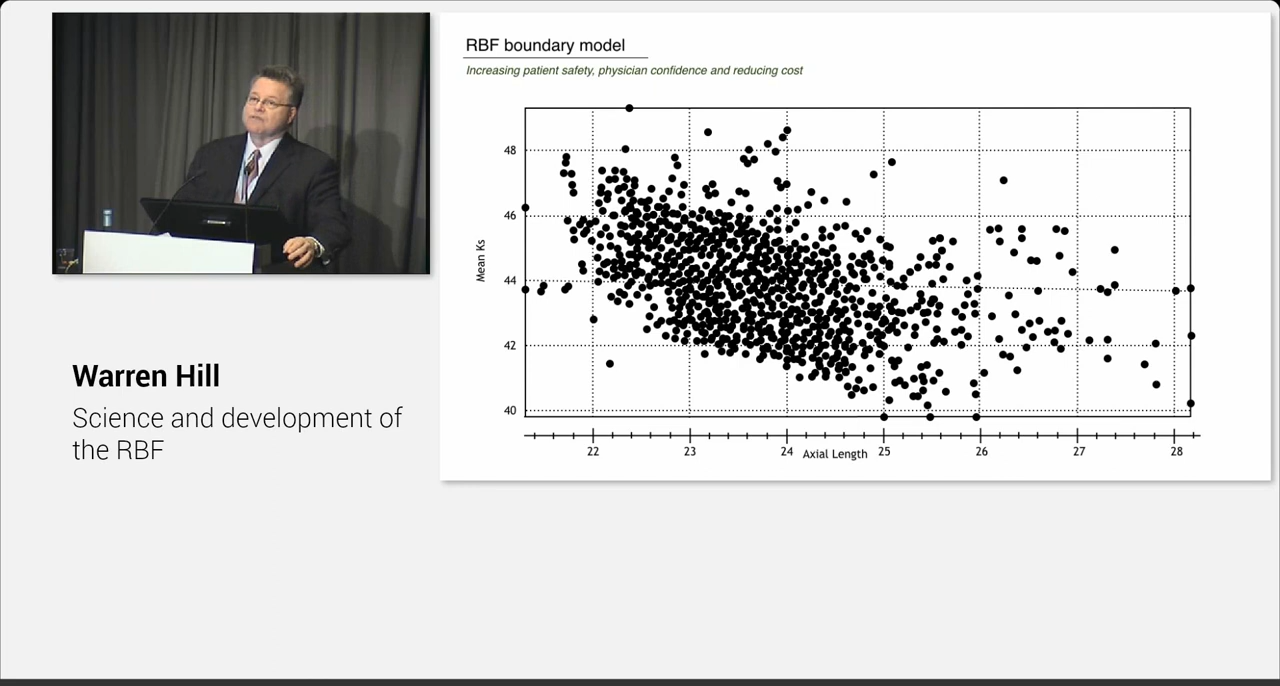 RBF boundary model
Increasing patient safety, physician confidence and reducing cost
48
46
44
42
40
Mean Ks
22 23 24 25 26 27 28
Axial Length
Warren Hill
Science and development of
the RBF